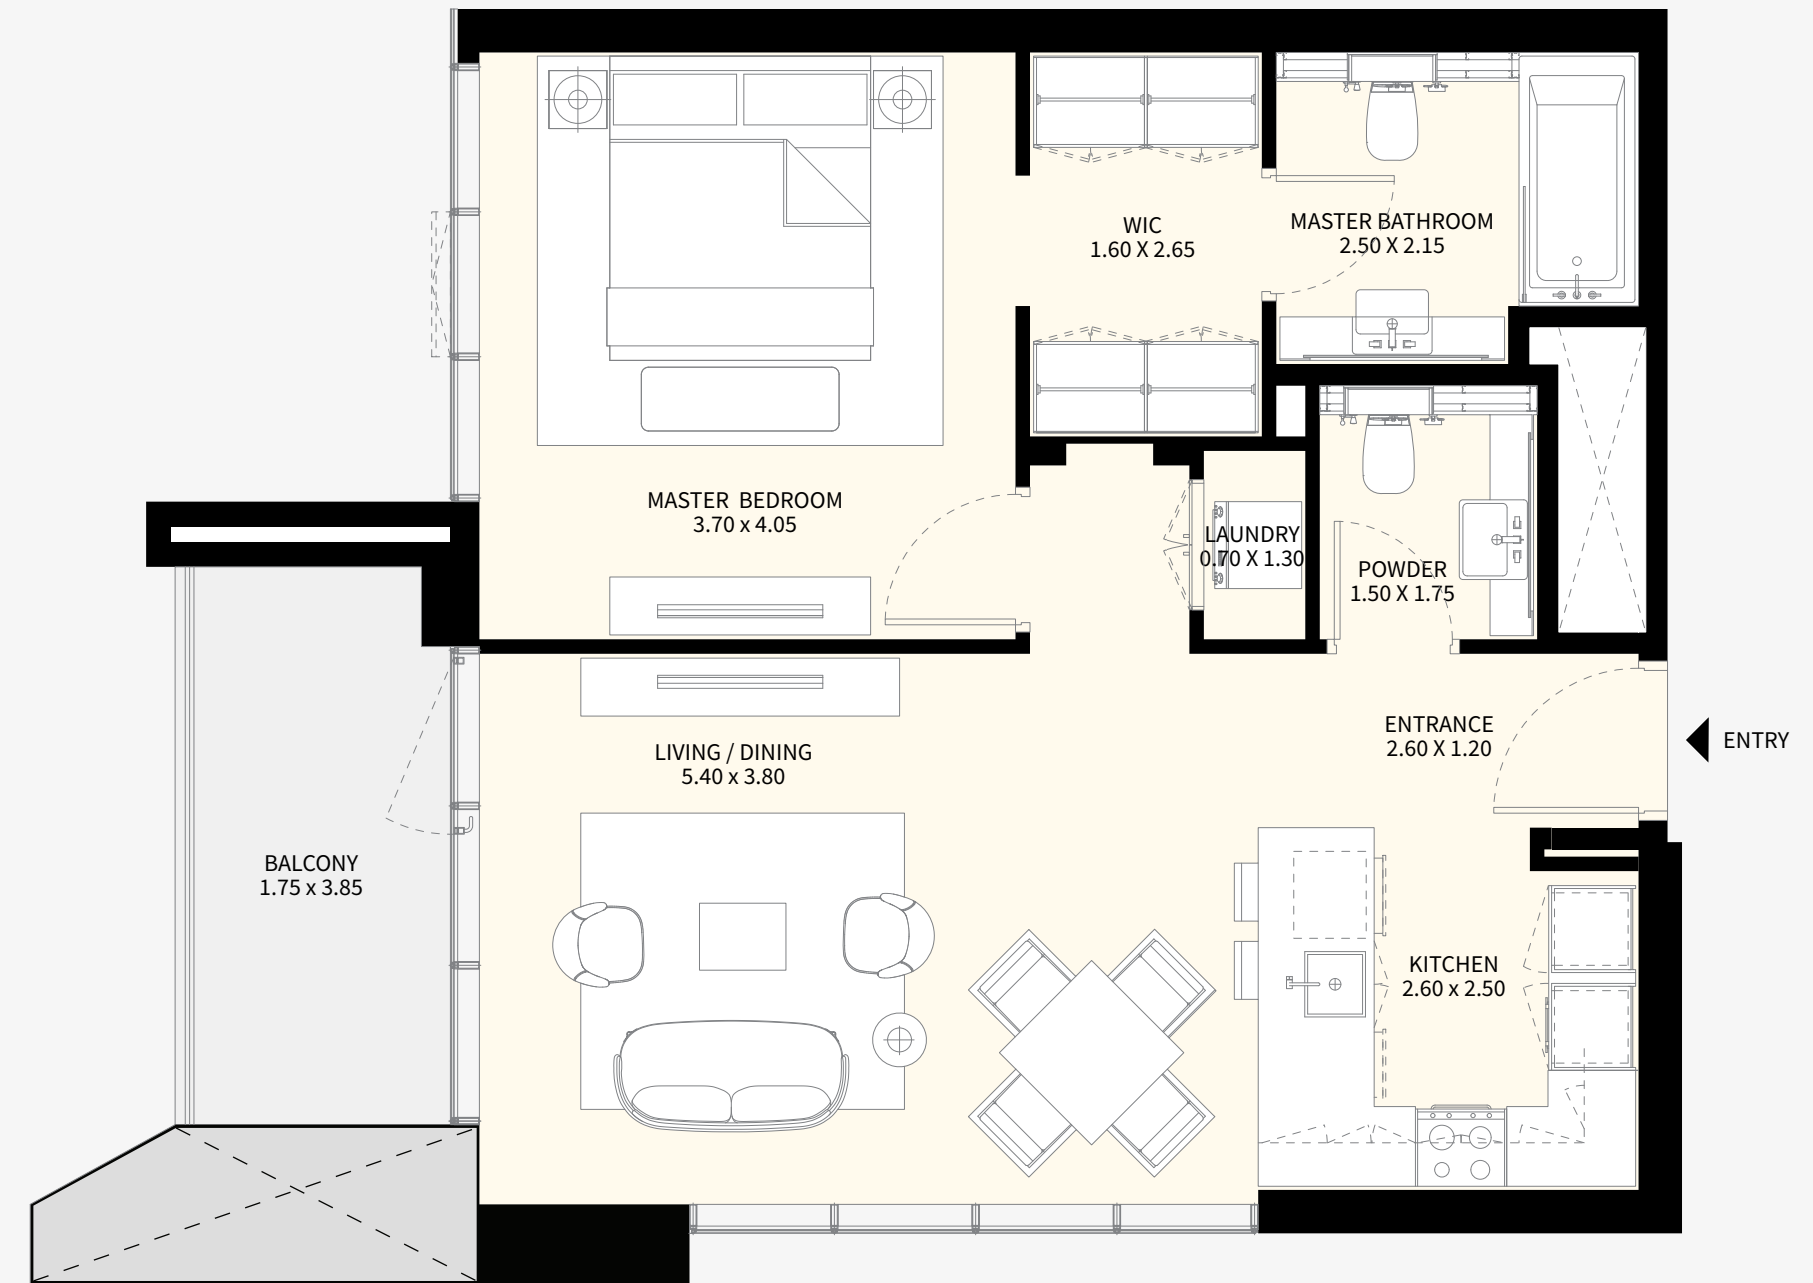 WIC
1.60 X 2.65
MASTER BATHROOM
2.50 X 2.15
MASTER BEDROOM
3.70 x 4.05
LAUNDRY
0.70 X 1.30
POWDER
1.50 X 1.75
ENTRANCE
2.60 X 1.20
ENTRY
LIVING / DINING
5.40 x 3.80
BALCONY
1.75 x 3.85
KITCHEN
2.60 x 2.50